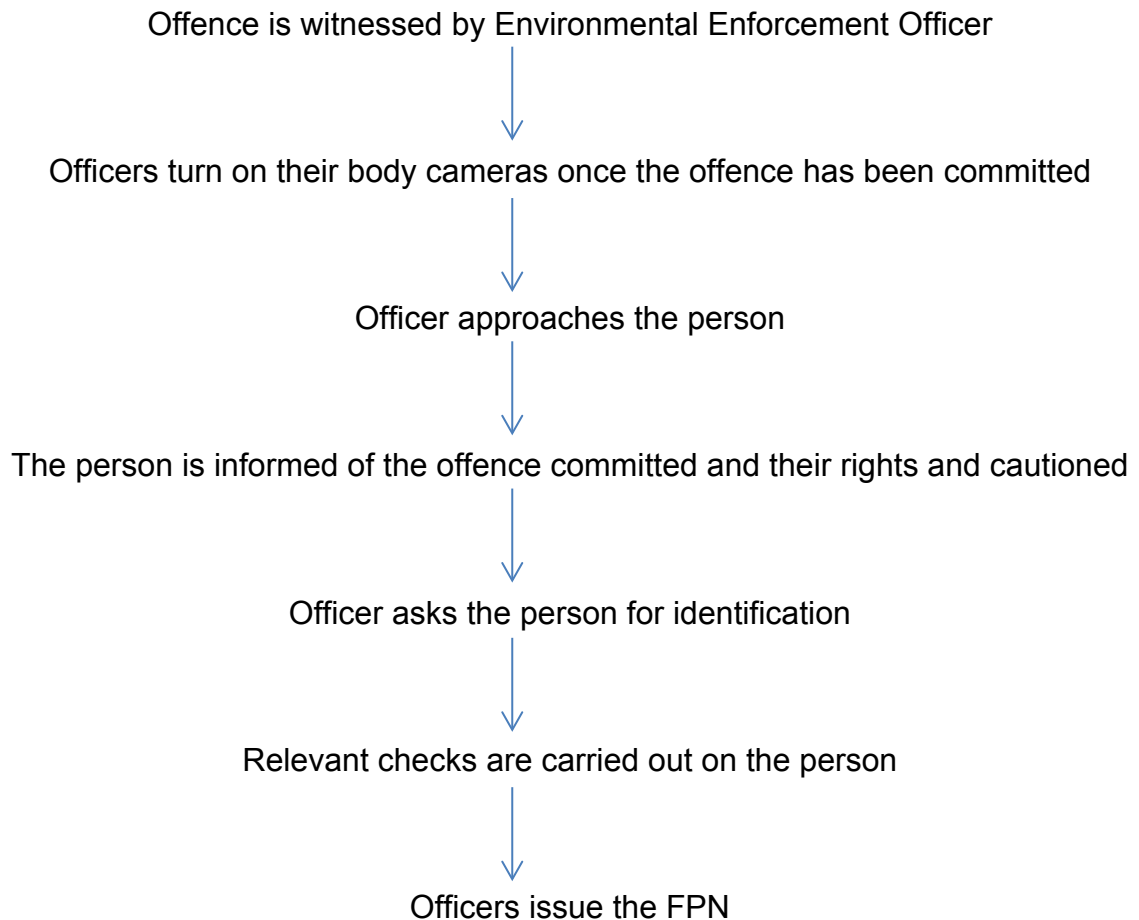 Offence is witnessed by Environmental Enforcement Officer
Officers turn on their body cameras once the offence has been committed
Officer approaches the person
The person is informed of the offence committed and their rights and cautioned
Officer asks the person for identification
Relevant checks are carried out on the person
Officers issue the FPN